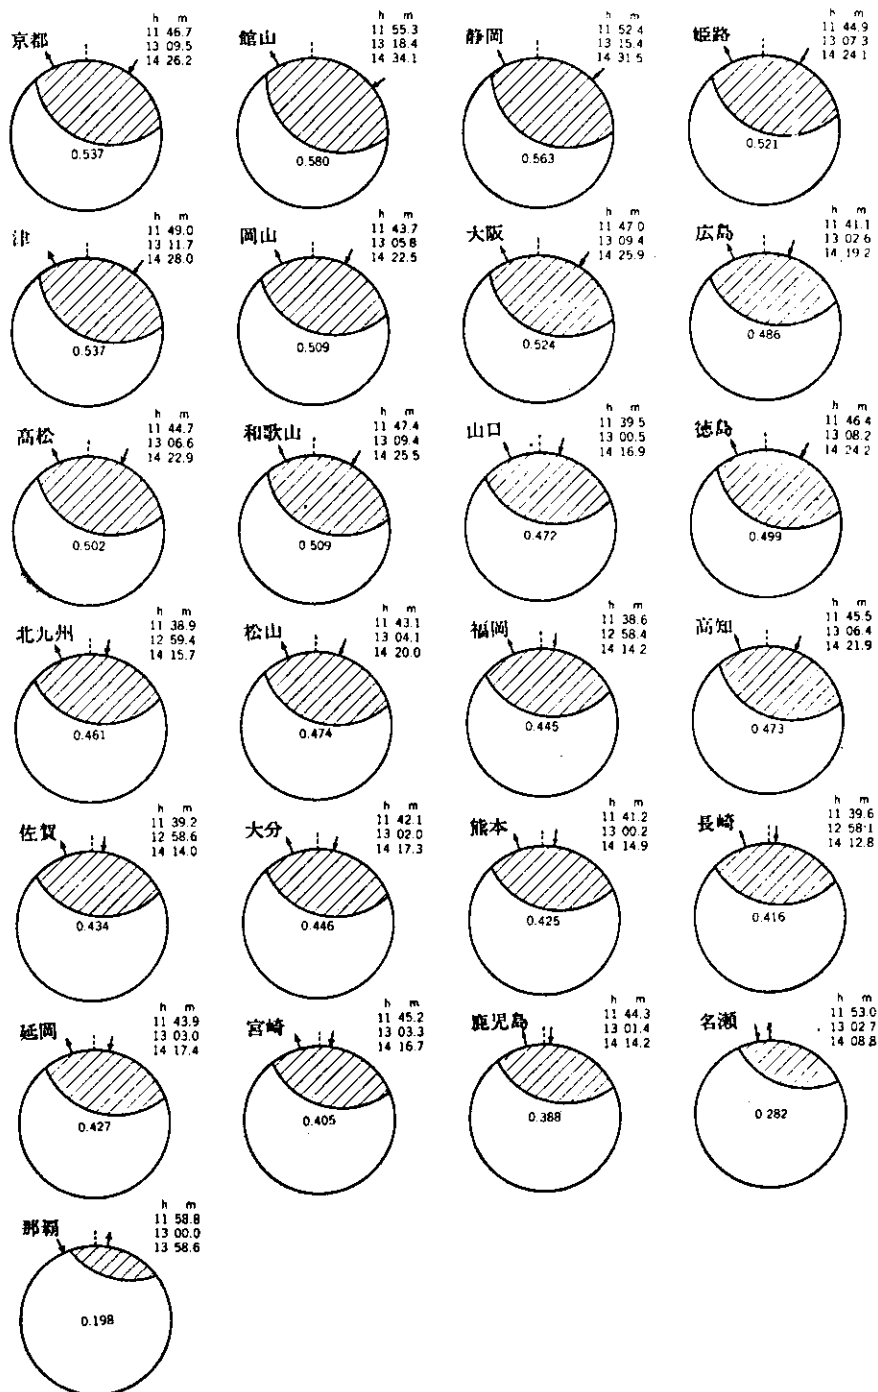 京都
h m
11 46.7
13 09.5
14 26.2
0.537
館山
h m
11 55.3
13 18.4
14 34.1
0.580
静岡
h m
11 52.4
13 15.4
14 31.5
0.563
姫路
h m
11 44.9
13 07.3
14 24.1
0.521
津
h m
11 49.0
13 11.7
14 28.0
0.537
岡山
h m
11 43.7
13 05.8
14 22.5
0.509
大阪
h m
11 47.0
13 09.4
14 25.9
0.524
広島
h m
11 41.1
13 02.6
14 19.2
0.486
高松
h m
11 44.7
13 06.6
14 22.9
0.502
和歌山
h m
11 47.4
13 09.4
14 25.5
0.509
山口
h m
11 39.5
13 00.5
14 16.9
0.472
徳島
h m
11 46.4
13 08.2
14 24.2
0.499
北九州
h m
11 38.9
12 59.4
14 15.7
0.461
松山
h m
11 43.1
13 04.1
14 20.0
0.474
福岡
h m
11 38.6
12 58.4
14 14.2
0.445
高知
h m
11 45.5
13 06.4
14 21.9
0.473
佐賀
h m
11 39.2
12 58.6
14 14.0
0.434
大分
h m
11 42.1
13 02.0
14 17.3
0.446
熊本
h m
11 41.2
13 00.2
14 14.9
0.425
長崎
h m
11 39.6
12 58.1
14 12.8
0.416
延岡
h m
11 43.9
13 03.0
14 17.4
0.427
宮崎
h m
11 45.2
13 03.3
14 16.7
0.405
鹿児島
h m
11 44.3
13 01.4
14 14.2
0.388
名瀬
h m
11 53.0
13 02.7
14 08.8
0.282
那覇
h m
11 58.8
13 00.0
13 58.6
0.198